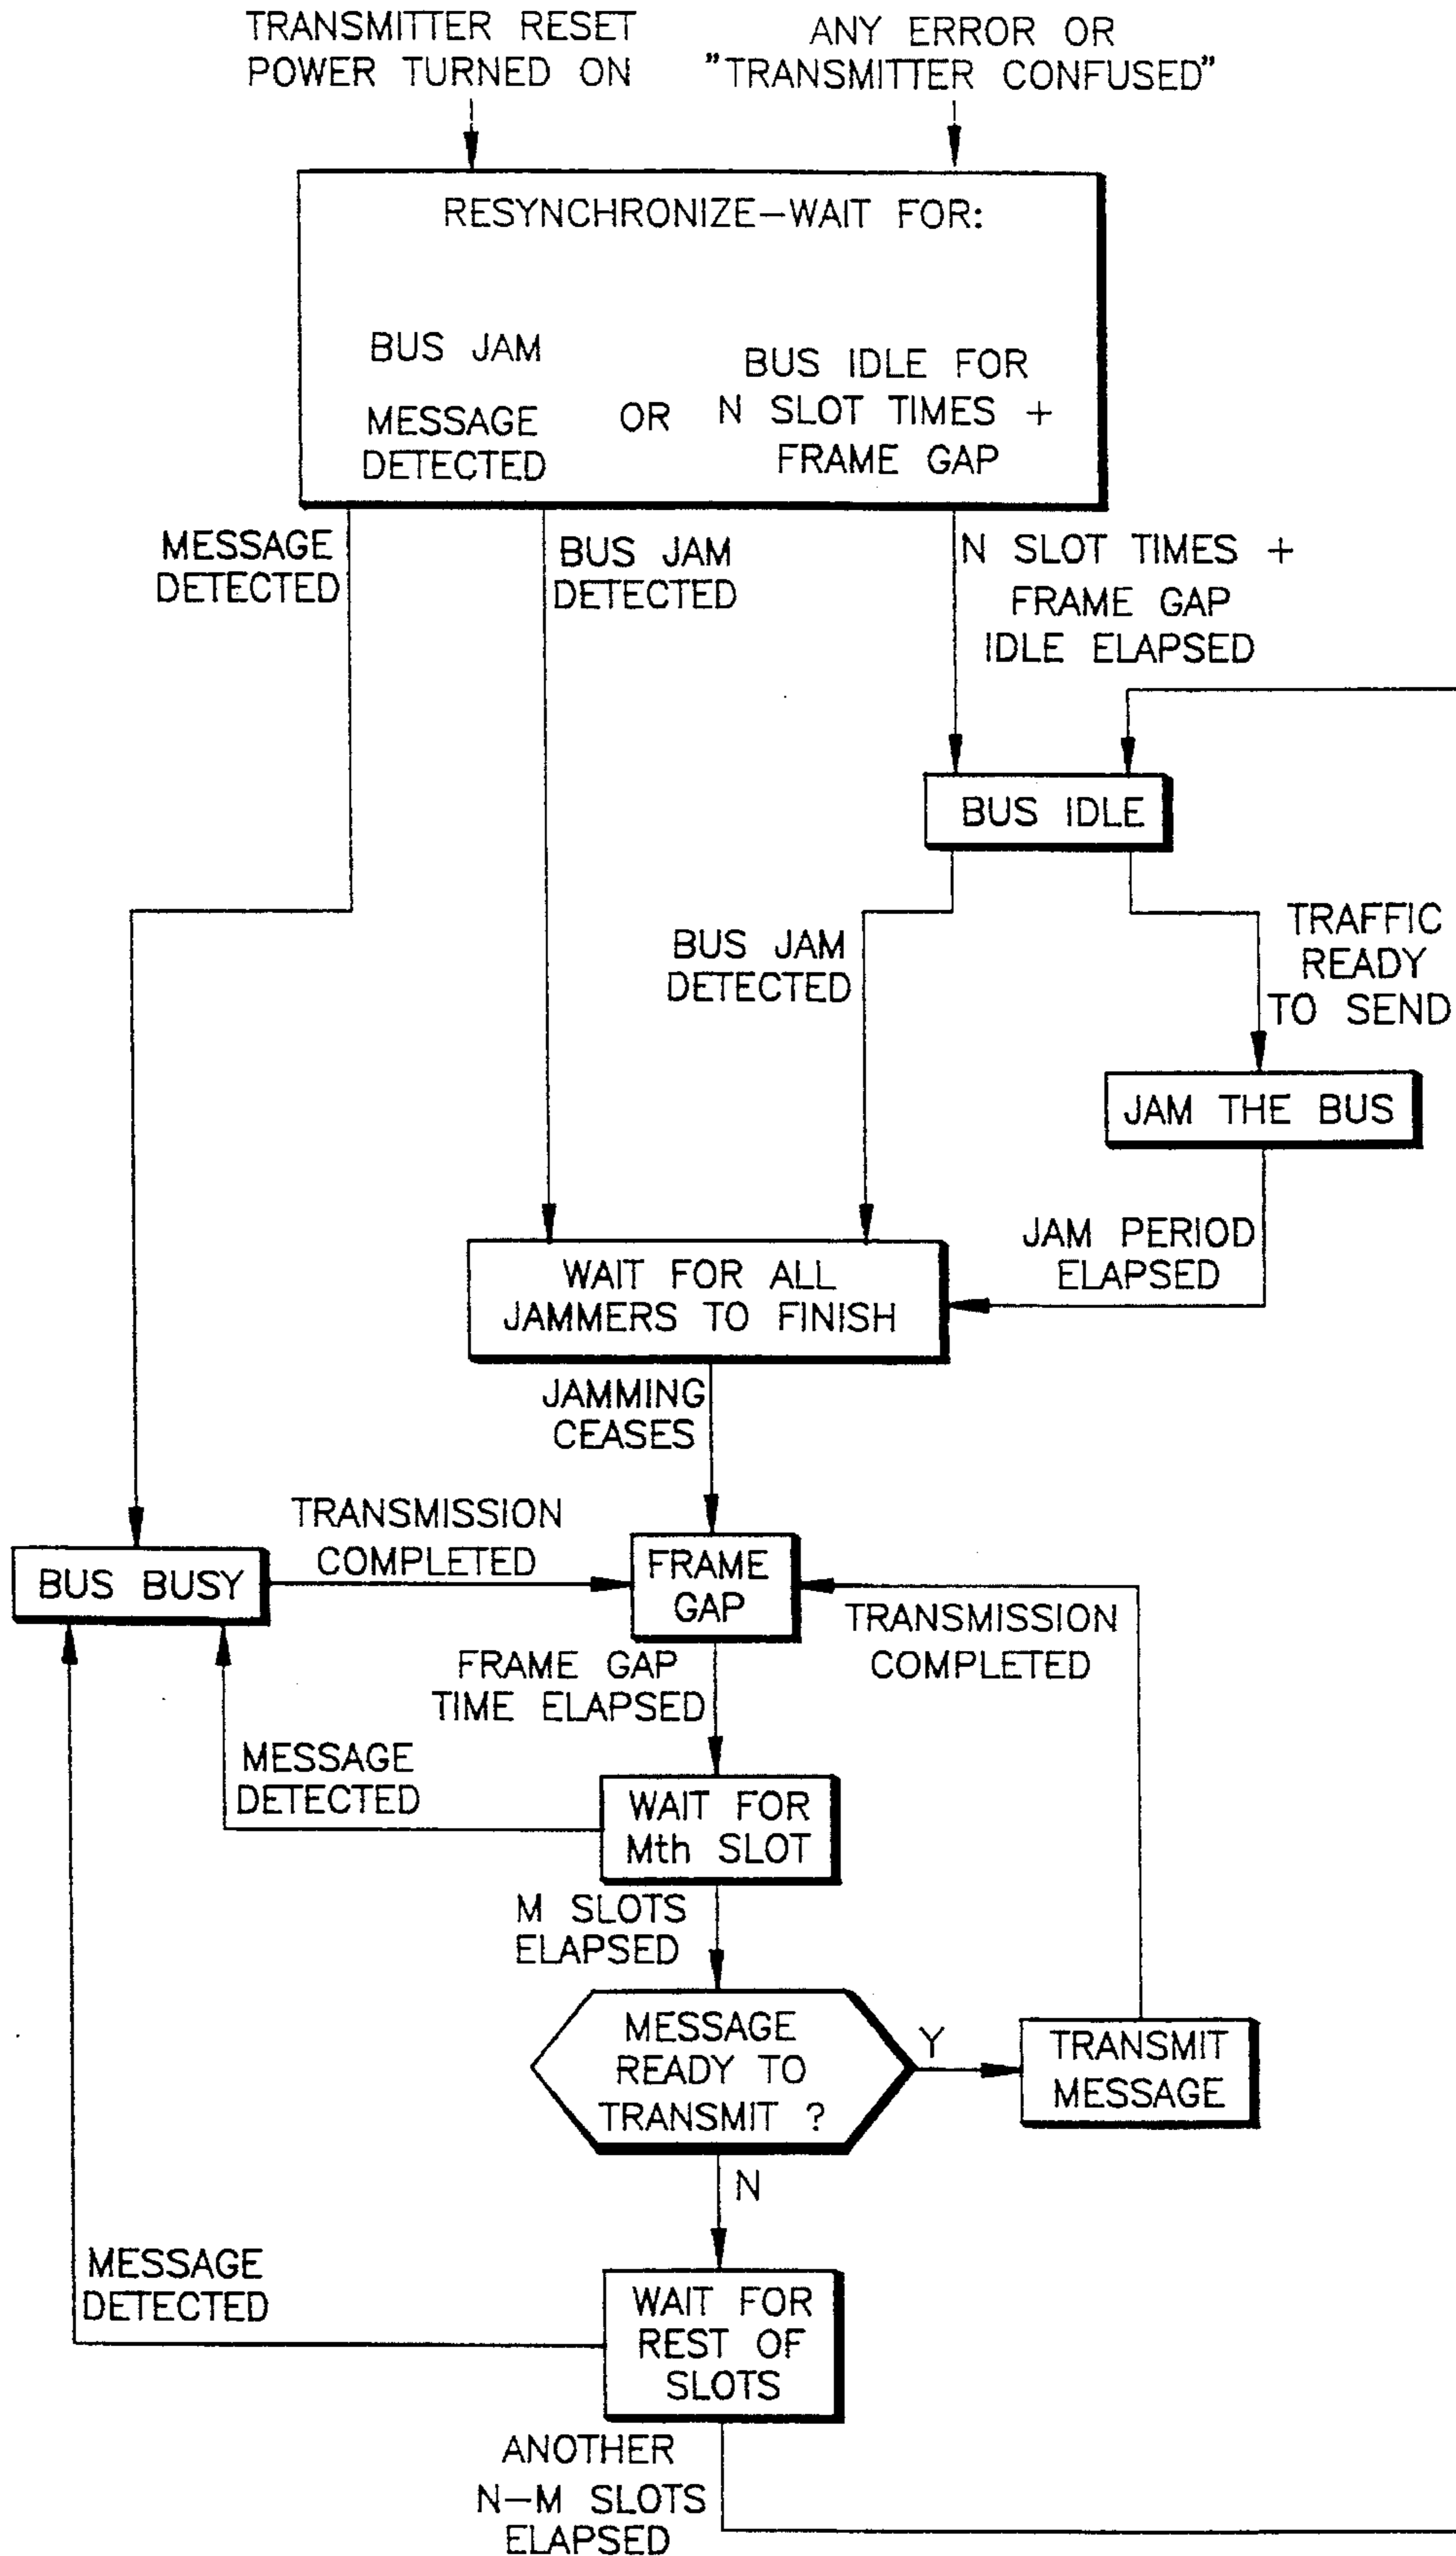 TRANSMITTER RESET
POWER TURNED ON
ANY ERROR OR
"TRANSMITTER CONFUSED"
RESYNCHRONIZE-WAIT FOR:
BUS JAM
MESSAGE
DETECTED
OR
BUS IDLE FOR
N SLOT TIMES +
FRAME GAP
MESSAGE
DETECTED
BUS JAM
DETECTED
N SLOT TIMES +
FRAME GAP
IDLE ELAPSED
BUS IDLE
BUS JAM
DETECTED
TRAFFIC
READY
TO SEND
JAM THE BUS
JAM PERIOD
ELAPSED
WAIT FOR ALL
JAMMERS TO FINISH
JAMMING
CEASES
BUS BUSY
TRANSMISSION
COMPLETED
FRAME
GAP
TRANSMISSION
COMPLETED
FRAME GAP
TIME ELAPSED
MESSAGE
DETECTED
WAIT FOR
Mth SLOT
M SLOTS
ELAPSED
MESSAGE
READY TO
TRANSMIT ?
Y
TRANSMIT
MESSAGE
N
MESSAGE
DETECTED
WAIT FOR
REST OF
SLOTS
ANOTHER
N-M SLOTS
ELAPSED